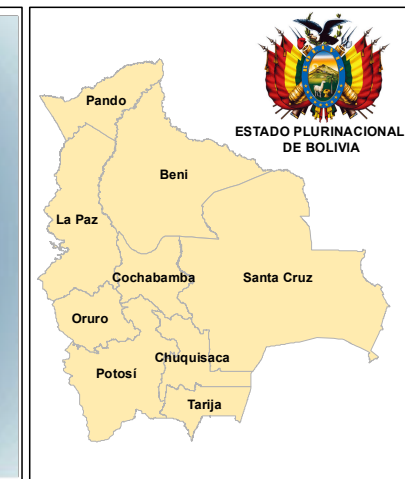 ESTADO PLURINACIONAL
DE BOLIVIA
Pando
Beni
La Paz
Cochabamba
Santa Cruz
Oruro
Chuquisaca
Potosí
Tarija